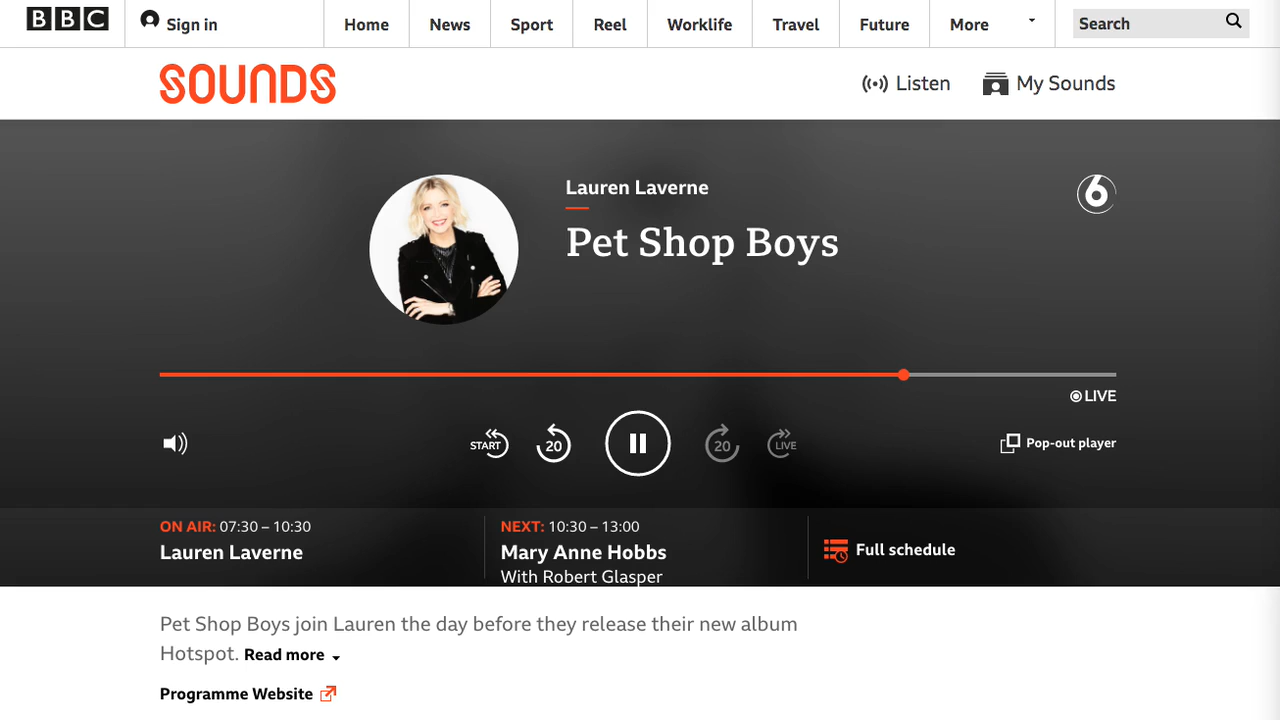 BBC
Sign in
Home
News
Sport
Reel
Worklife
Travel
Future
More
Search
SOUNDS
Listen
My Sounds
Lauren Laverne
6
Pet Shop Boys
LIVE
START
20
20
LIVE
Pop-out player
ON AIR: 07:30 – 10:30
Lauren Laverne
NEXT: 10:30 – 13:00
Mary Anne Hobbs
With Robert Glasper
Full schedule
Pet Shop Boys join Lauren the day before they release their new album
Hotspot. Read more
Programme Website